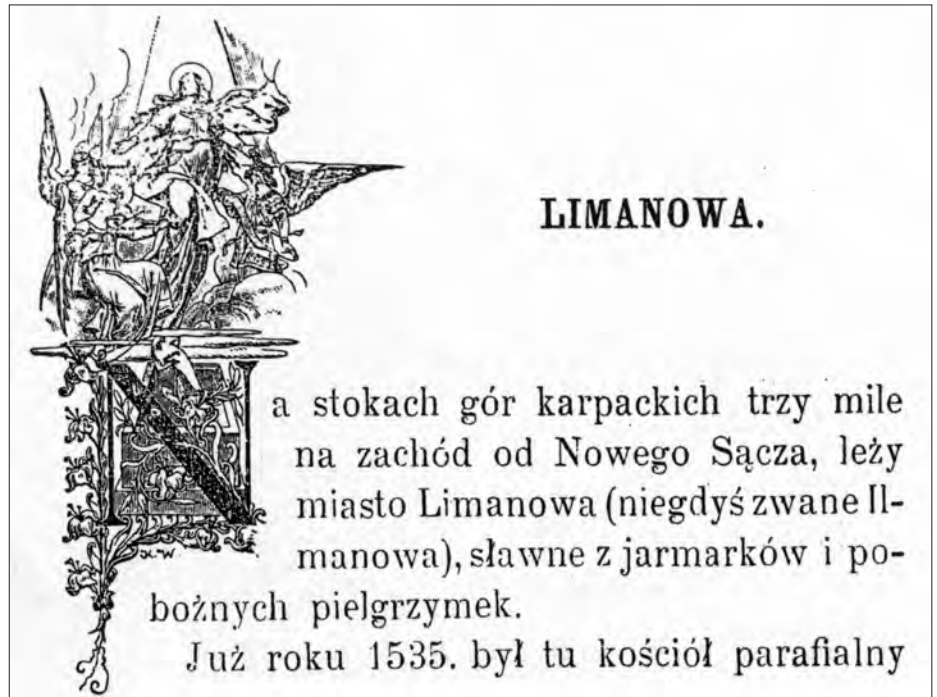 LIMANOWA.
Na stokach gór karpackich trzy mile
na zachód od Nowego Sącza, leży
miasto Limanowa (niegdyś zwane Il-
manowa), sławne z jarmarków i po-
bożnych pielgrzymek.
Już roku 1535. był tu kościół parafialny
H.W.